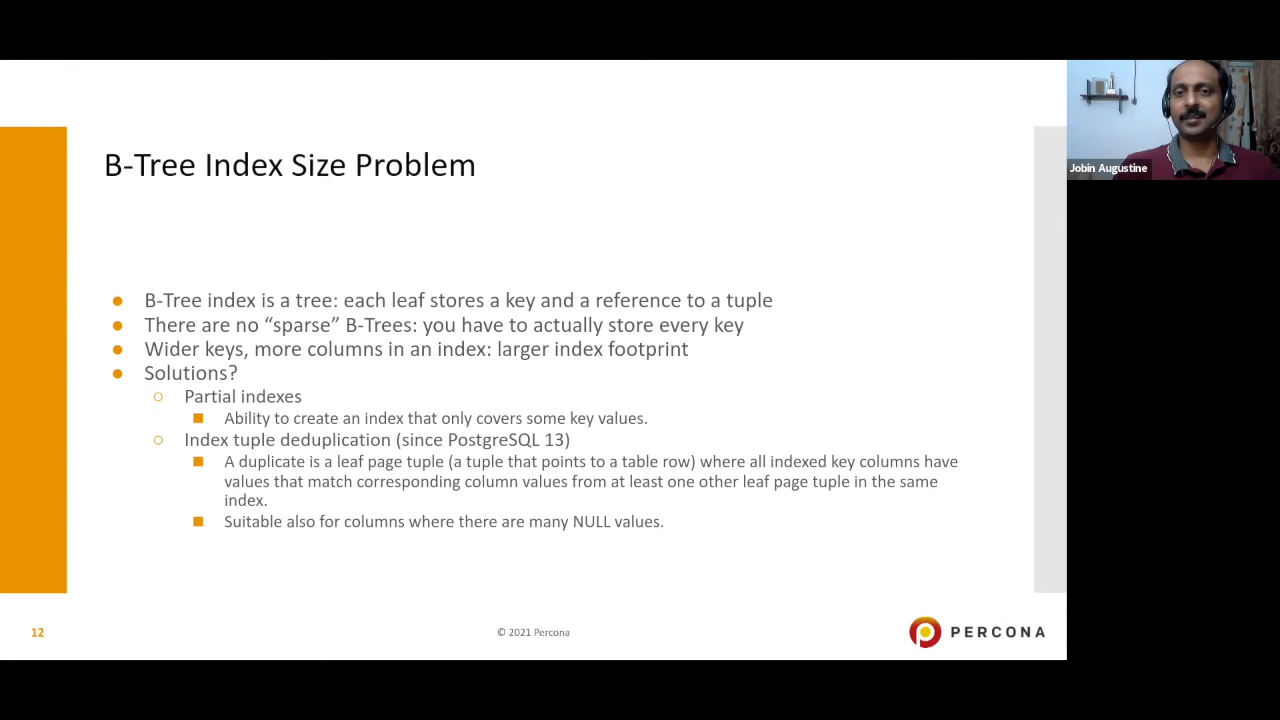 B-Tree Index Size Problem
● B-Tree index is a tree: each leaf stores a key and a reference to a tuple
● There are no “sparse” B-Trees: you have to actually store every key
● Wider keys, more columns in an index: larger index footprint
● Solutions?
○ Partial indexes
■ Ability to create an index that only covers some key values.
○ Index tuple deduplication (since PostgreSQL 13)
■ A duplicate is a leaf page tuple (a tuple that points to a table row) where all indexed key columns have
values that match corresponding column values from at least one other leaf page tuple in the same
index.
■ Suitable also for columns where there are many NULL values.
12
© 2021 Percona
PERCONA
Jobin Augustine